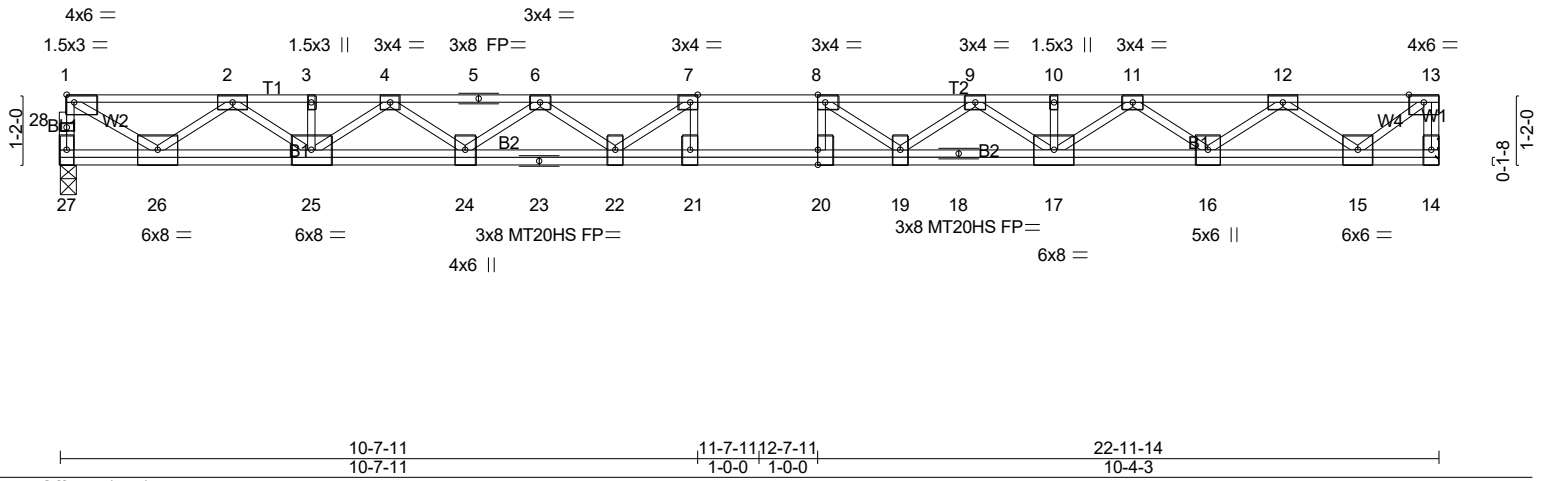 4x6 = 3x4 =
1.5x3 = 1.5x3 || 3x4 = 3x8 FP= 3x4 = 3x4 = 3x4 = 1.5x3 || 3x4 = 4x6 =
1 2 3 4 5 6 7 8 9 10 11 12 13
T1 T2
1-2-0 28 W2 W4 W1 1-2-0
BL1 B1 B2 B2 B1 0-1-8
27 26 25 24 23 22 21 20 19 18 17 16 15 14
6x8 = 6x8 = 3x8 MT20HS FP= 3x8 MT20HS FP= 5x6 || 6x6 =
4x6 || 6x8 =
10-7-11 11-7-11 12-7-11 22-11-14
10-7-11 1-0-0 1-0-0 10-4-3